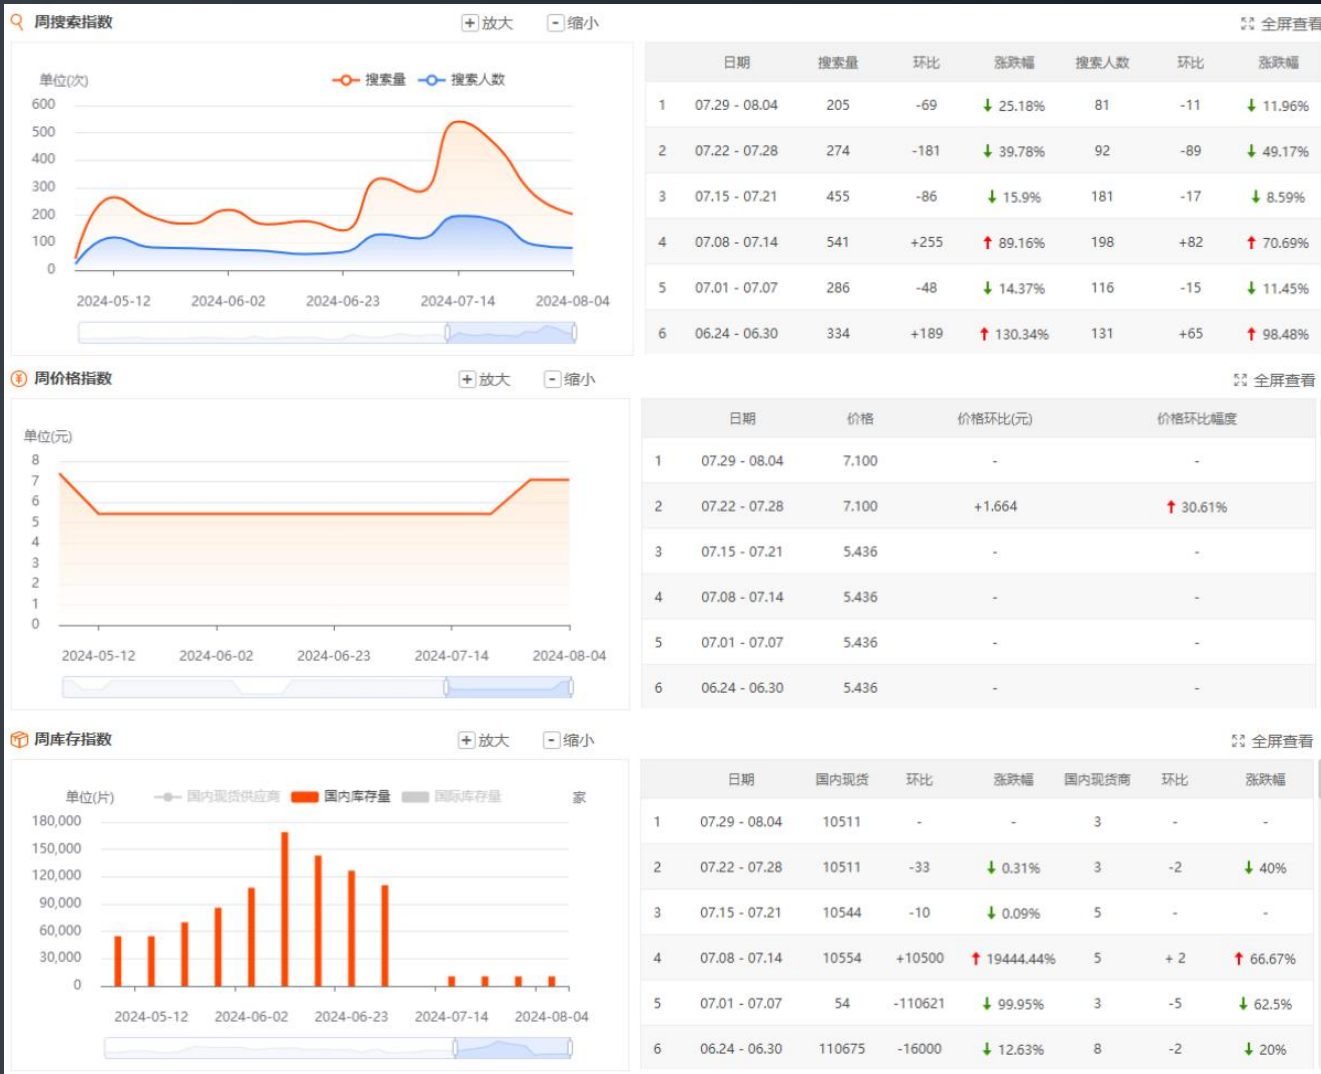 周搜索指数 + 放大 - 缩小 全屏查看
单位(次) 搜索量 搜索人数
600
500
400
300
200
100
0
2024-05-12 2024-06-02 2024-06-23 2024-07-14 2024-08-04
日期 搜索量 环比 涨跌幅 搜索人数 环比 涨跌幅
1 07.29 - 08.04 205 -69 ↓ 25.18% 81 -11 ↓ 11.96%
2 07.22 - 07.28 274 -181 ↓ 39.78% 92 -89 ↓ 49.17%
3 07.15 - 07.21 455 -86 ↓ 15.9% 181 -17 ↓ 8.59%
4 07.08 - 07.14 541 +255 ↑ 89.16% 198 +82 ↑ 70.69%
5 07.01 - 07.07 286 -48 ↓ 14.37% 116 -15 ↓ 11.45%
6 06.24 - 06.30 334 +189 ↑ 130.34% 131 +65 ↑ 98.48%
周价格指数 + 放大 - 缩小 全屏查看
单位(元)
8
7
6
5
4
3
2
1
0
2024-05-12 2024-06-02 2024-06-23 2024-07-14 2024-08-04
日期 价格 价格环比(元) 价格环比幅度
1 07.29 - 08.04 7.100 - -
2 07.22 - 07.28 7.100 +1.664 ↑ 30.61%
3 07.15 - 07.21 5.436 - -
4 07.08 - 07.14 5.436 - -
5 07.01 - 07.07 5.436 - -
6 06.24 - 06.30 5.436 - -
周库存指数 + 放大 - 缩小 全屏查看
单位(片) 国内现货供应商 国内库存量 国际库存量 家
180,000
150,000
120,000
90,000
60,000
30,000
0
2024-05-12 2024-06-02 2024-06-23 2024-07-14 2024-08-04
日期 国内现货 环比 涨跌幅 国内现货商 环比 涨跌幅
1 07.29 - 08.04 10511 - - 3 - -
2 07.22 - 07.28 10511 -33 ↓ 0.31% 3 -2 ↓ 40%
3 07.15 - 07.21 10544 -10 ↓ 0.09% 5 - -
4 07.08 - 07.14 10554 +10500 ↑ 19444.44% 5 + 2 ↑ 66.67%
5 07.01 - 07.07 54 -110621 ↓ 99.95% 3 -5 ↓ 62.5%
6 06.24 - 06.30 110675 -16000 ↓ 12.63% 8 -2 ↓ 20%